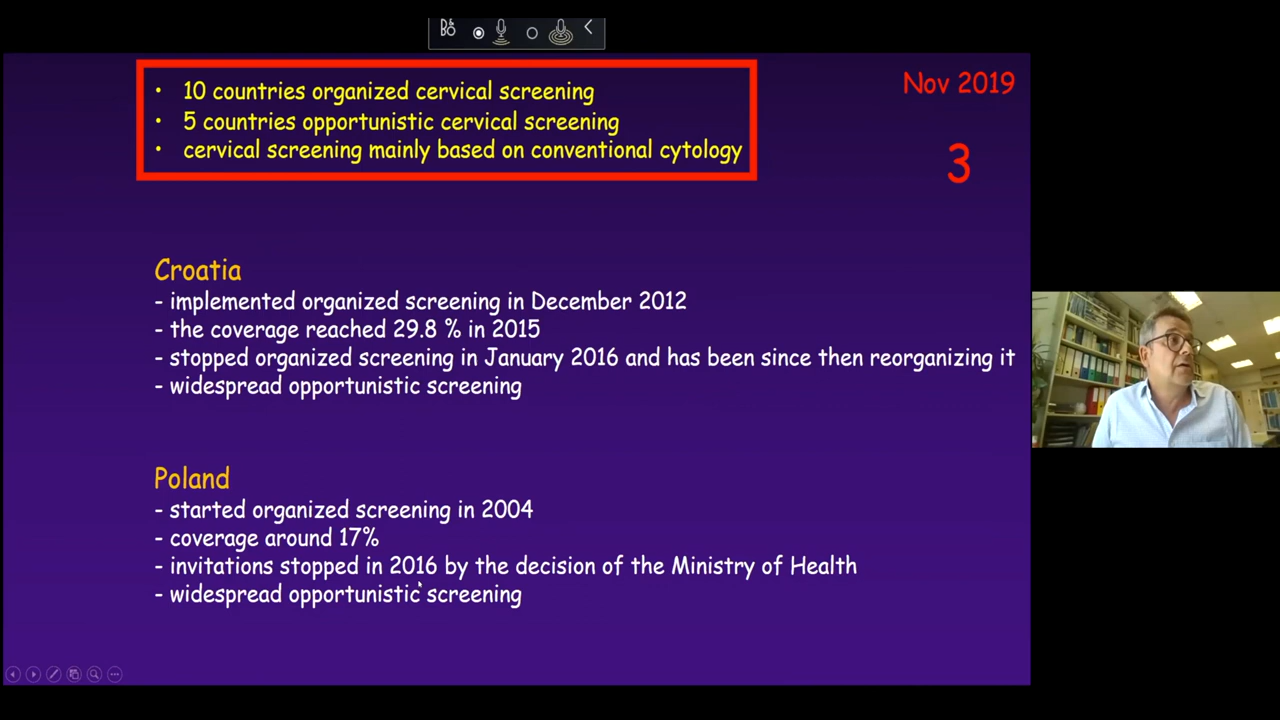 B&
BO
• 10 countries organized cervical screening
• 5 countries opportunistic cervical screening
• cervical screening mainly based on conventional cytology
Nov 2019
3
Croatia
- implemented organized screening in December 2012
- the coverage reached 29.8 % in 2015
- stopped organized screening in January 2016 and has been since then reorganizing it
- widespread opportunistic screening
Poland
- started organized screening in 2004
- coverage around 17%
- invitations stopped in 2016 by the decision of the Ministry of Health
- widespread opportunistic screening